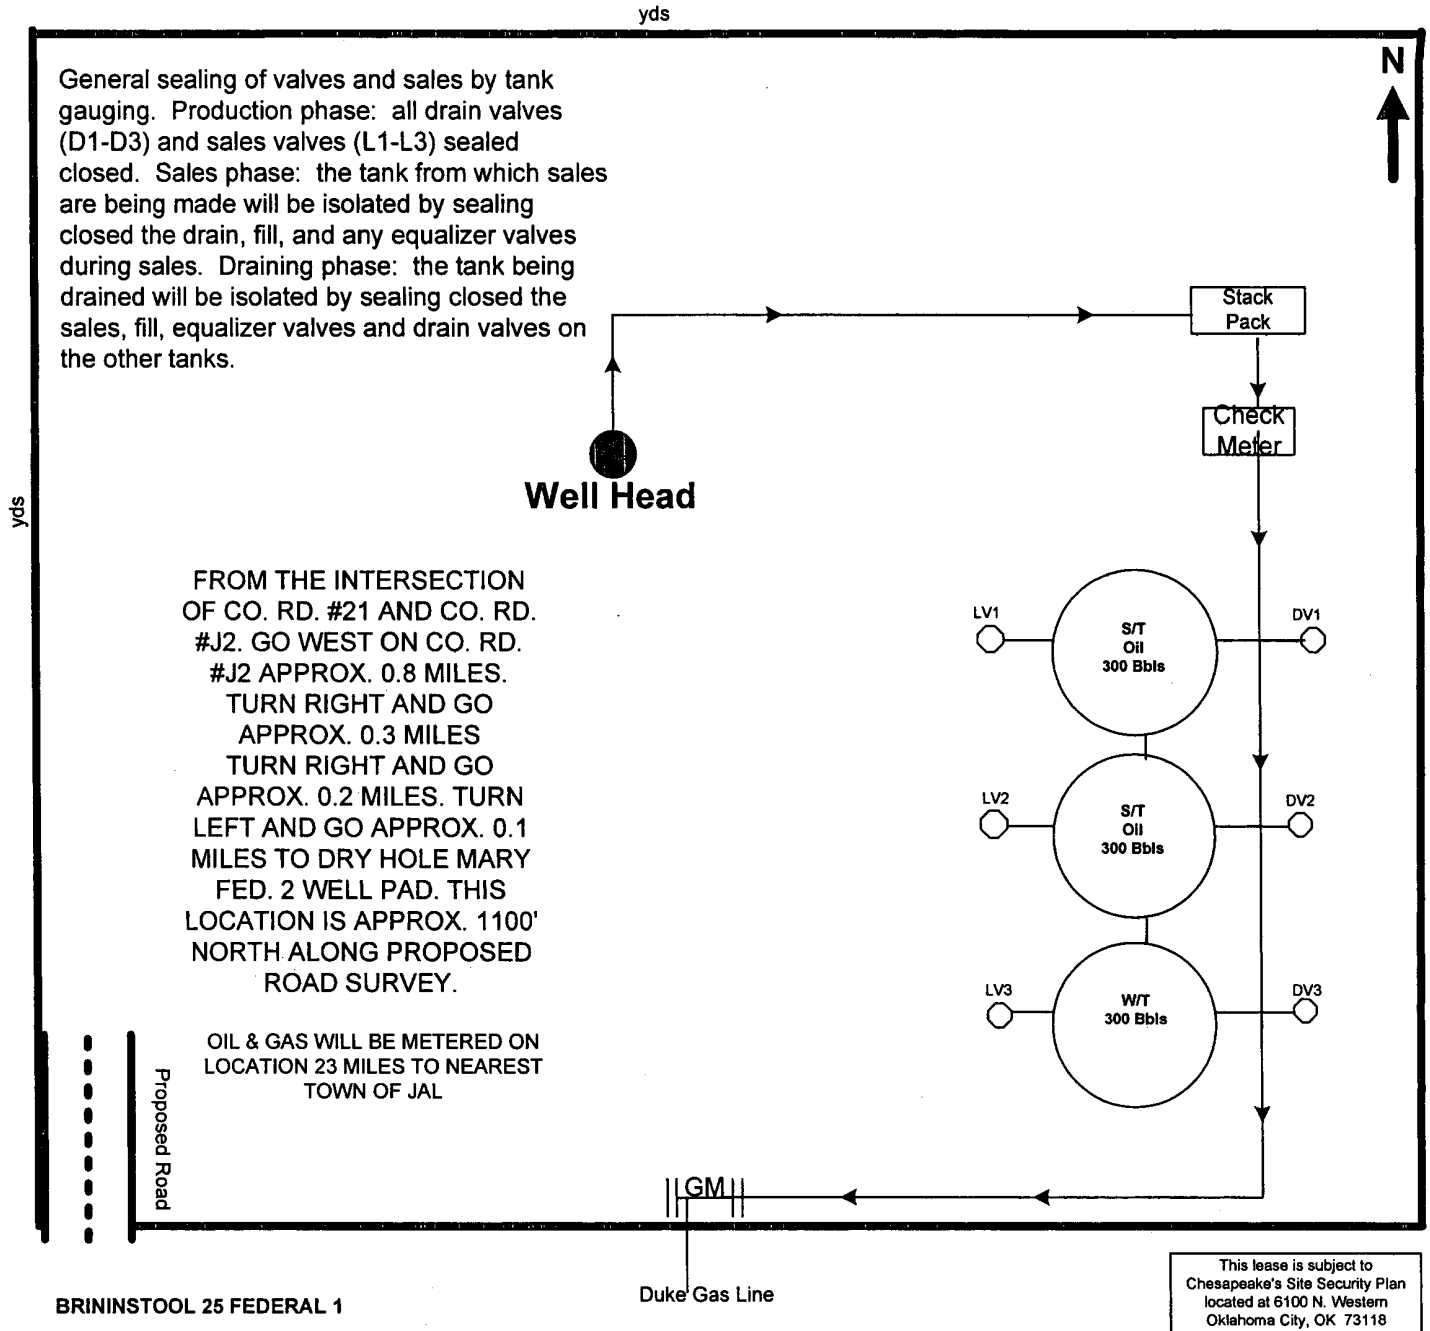 yds
N
General sealing of valves and sales by tank
gauging. Production phase: all drain valves
(D1-D3) and sales valves (L1-L3) sealed
closed. Sales phase: the tank from which sales
are being made will be isolated by sealing
closed the drain, fill, and any equalizer valves
during sales. Draining phase: the tank being
drained will be isolated by sealing closed the
sales, fill, equalizer valves and drain valves on
the other tanks.
Stack
Pack
Check
Meter
Well Head
yds
FROM THE INTERSECTION
OF CO. RD. #21 AND CO. RD.
#J2. GO WEST ON CO. RD.
#J2 APPROX. 0.8 MILES.
TURN RIGHT AND GO
APPROX. 0.3 MILES
TURN RIGHT AND GO
APPROX. 0.2 MILES. TURN
LEFT AND GO APPROX. 0.1
MILES TO DRY HOLE MARY
FED. 2 WELL PAD. THIS
LOCATION IS APPROX. 1100'
NORTH ALONG PROPOSED
ROAD SURVEY.
OIL & GAS WILL BE METERED ON
LOCATION 23 MILES TO NEAREST
TOWN OF JAL
LV1
S/T
Oil
300 Bbls
DV1
LV2
S/T
Oil
300 Bbls
DV2
LV3
W/T
300 Bbls
DV3
Proposed Road
GM
Duke Gas Line
BRININSTOOL 25 FEDERAL 1
This lease is subject to
Chesapeake's Site Security Plan
located at 6100 N. Western
Oklahoma City, OK 73118